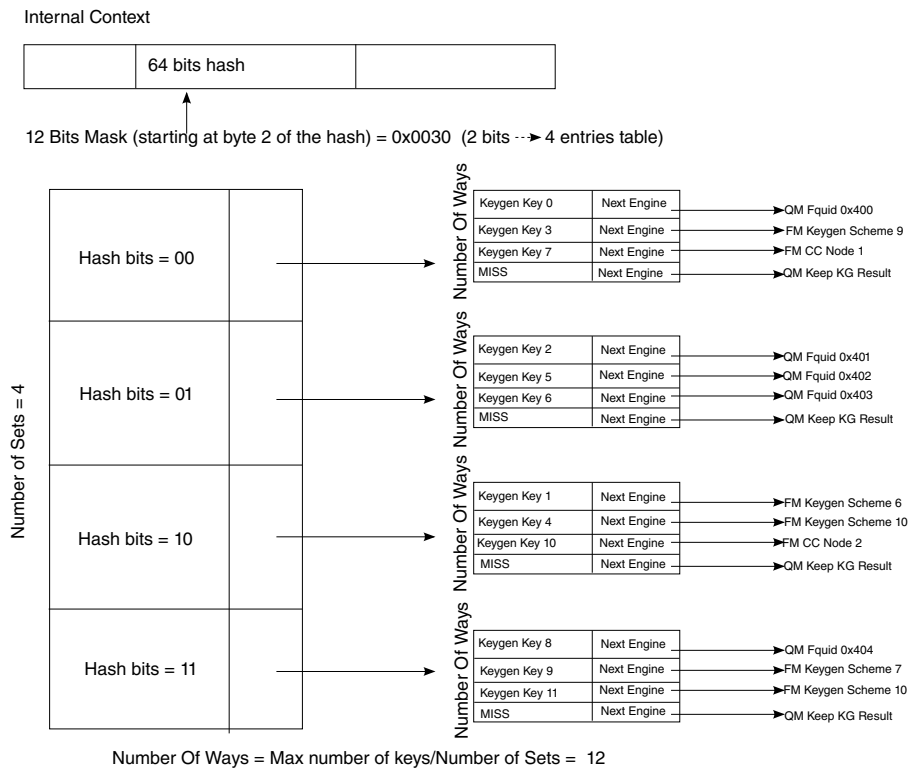 Internal Context
64 bits hash
12 Bits Mask (starting at byte 2 of the hash) = 0x0030 (2 bits --→ 4 entries table)
Number of Sets = 4
Hash bits = 00
Number Of Ways
Keygen Key 0 Next Engine QM Fquid 0x400
Keygen Key 3 Next Engine FM Keygen Scheme 9
Keygen Key 7 Next Engine FM CC Node 1
MISS Next Engine QM Keep KG Result
Hash bits = 01
Number Of Ways
Keygen Key 2 Next Engine QM Fquid 0x401
Keygen Key 5 Next Engine QM Fquid 0x402
Keygen Key 6 Next Engine QM Fquid 0x403
MISS Next Engine QM Keep KG Result
Hash bits = 10
Number Of Ways
Keygen Key 1 Next Engine FM Keygen Scheme 6
Keygen Key 4 Next Engine FM Keygen Scheme 10
Keygen Key 10 Next Engine FM CC Node 2
MISS Next Engine QM Keep KG Result
Hash bits = 11
Number Of Ways
Keygen Key 8 Next Engine QM Fquid 0x404
Keygen Key 9 Next Engine FM Keygen Scheme 7
Keygen Key 11 Next Engine FM Keygen Scheme 10
MISS Next Engine QM Keep KG Result
Number Of Ways = Max number of keys/Number of Sets = 12